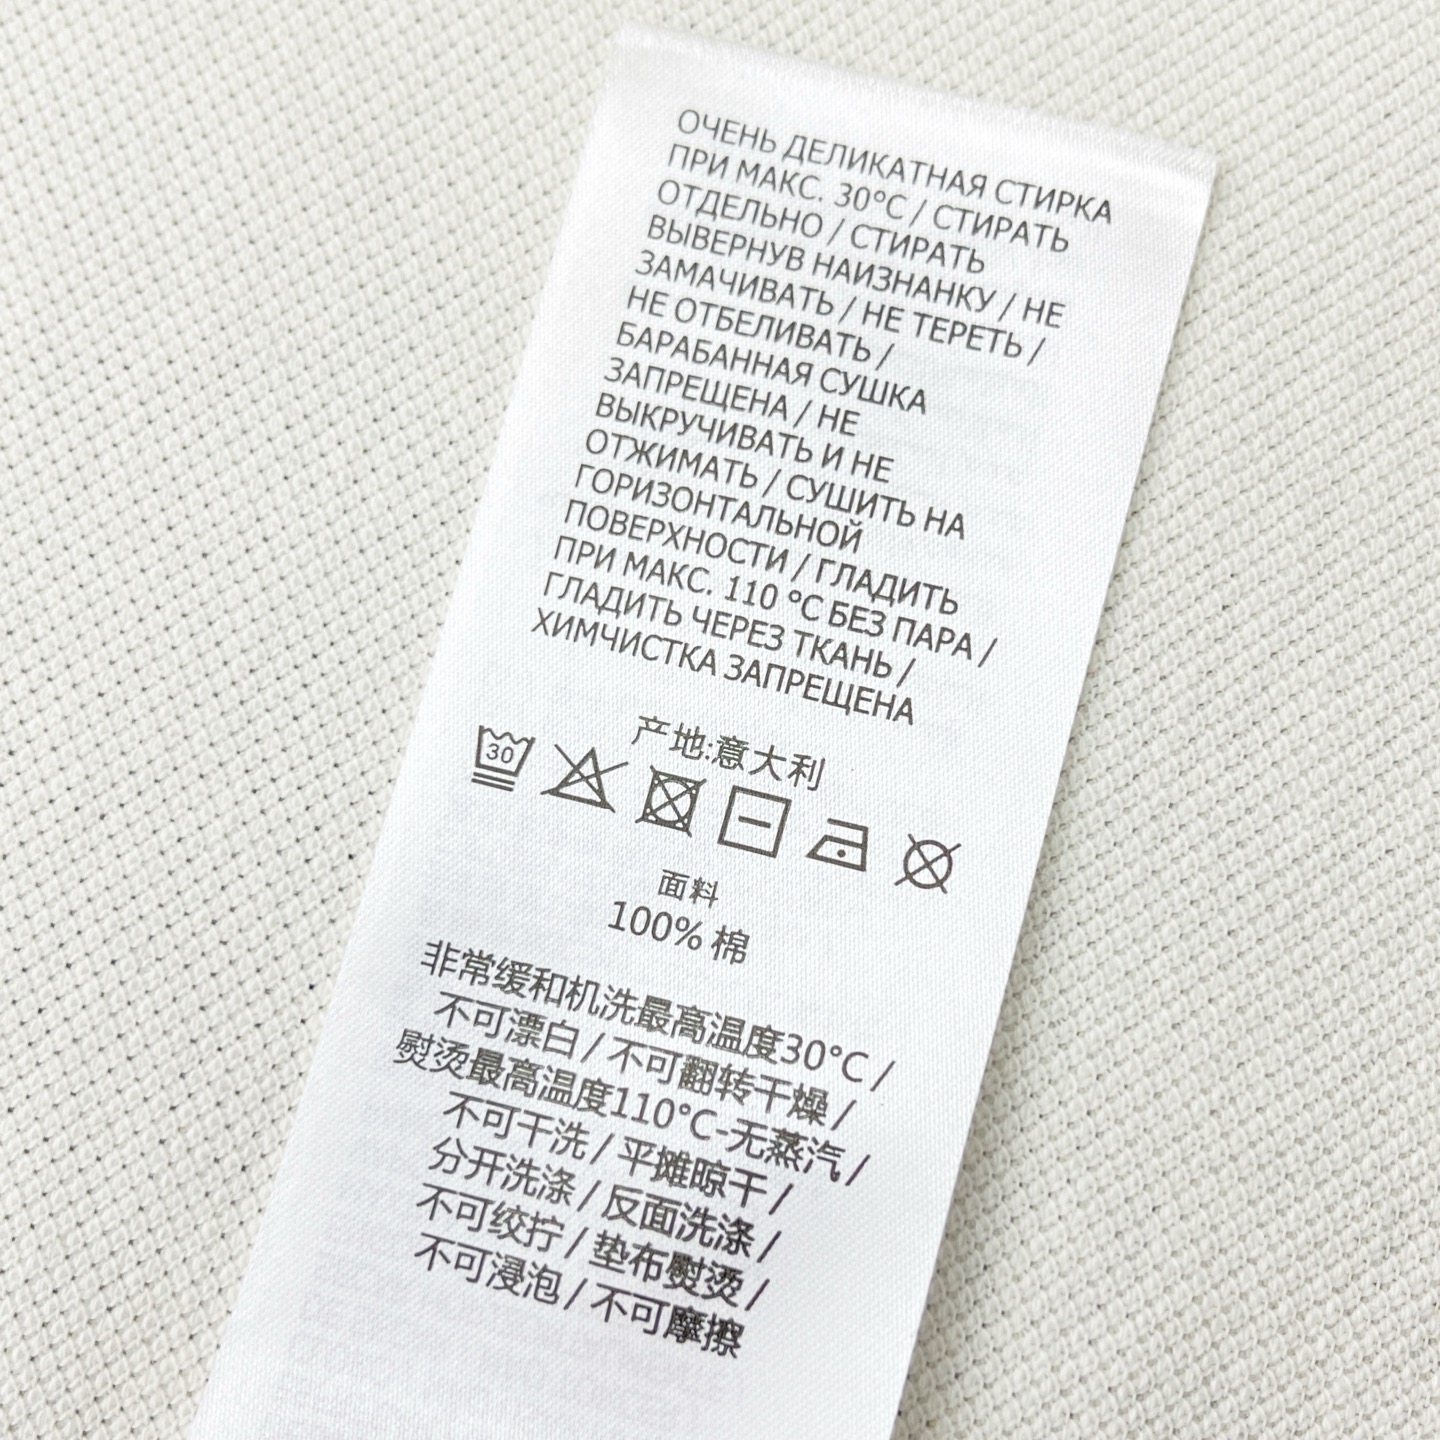 ОЧЕНЬ ДЕЛИКАТНАЯ СТИРКА
ПРИ МАКС. 30°C / СТИРАТЬ
ОТДЕЛЬНО / СТИРАТЬ
ВЫВЕРНУВ НАИЗНАНКУ / НЕ
ЗАМАЧИВАТЬ / НЕ ТЕРЕТЬ /
НЕ ОТБЕЛИВАТЬ /
БАРАБАННАЯ СУШКА
ЗАПРЕЩЕНА / НЕ
ВЫКРУЧИВАТЬ И НЕ
ОТЖИМАТЬ / СУШИТЬ НА
ГОРИЗОНТАЛЬНОЙ
ПОВЕРХНОСТИ / ГЛАДИТЬ
ПРИ МАКС. 110 °C БЕЗ ПАРА /
ГЛАДИТЬ ЧЕРЕЗ ТКАНЬ /
ХИМЧИСТКА ЗАПРЕЩЕНА
产地:意大利
30
面料
100% 棉
非常缓和机洗最高温度30°C /
不可漂白 / 不可翻转干燥 /
熨烫最高温度110°C-无蒸汽 /
不可干洗 / 平摊晾干 /
分开洗涤 / 反面洗涤 /
不可绞拧 / 垫布熨烫 /
不可浸泡 / 不可摩擦